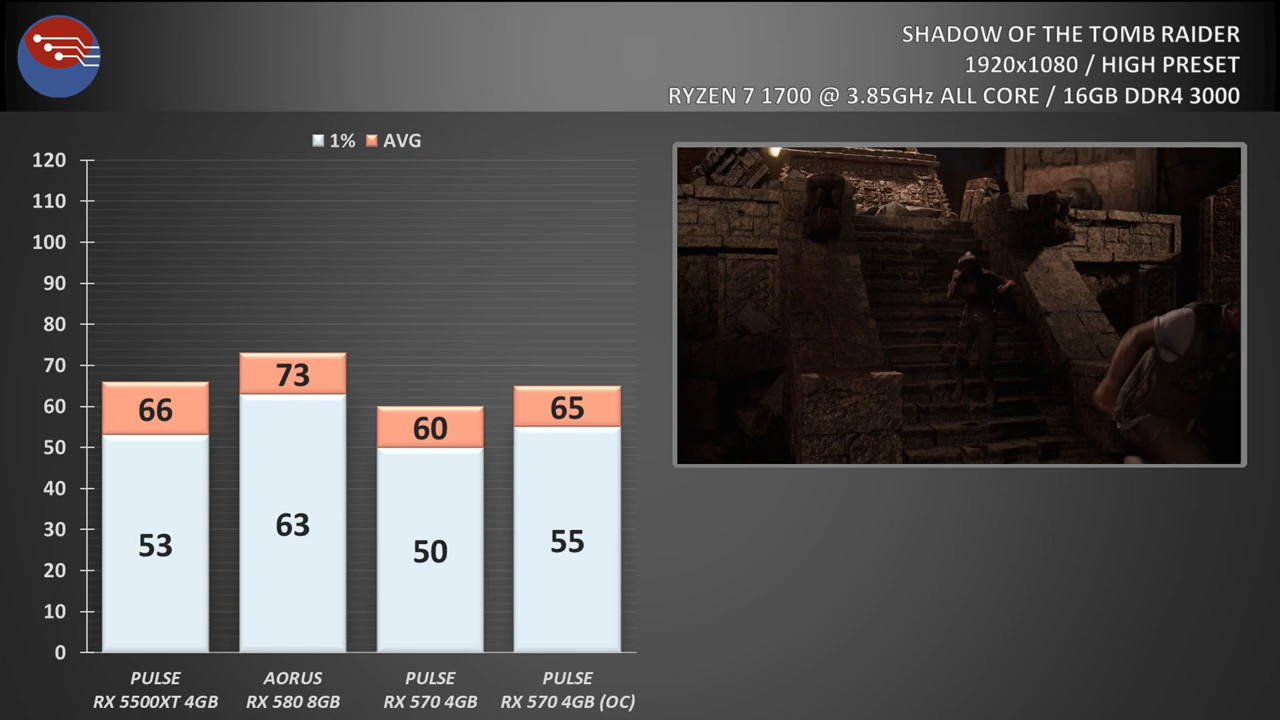 SHADOW OF THE TOMB RAIDER
1920x1080 / HIGH PRESET
RYZEN 7 1700 @ 3.85GHz ALL CORE / 16GB DDR4 3000
1% AVG
120
110
100
90
80
70
60
50
40
30
20
10
0
66
73
60
65
53
63
50
55
PULSE
RX 5500XT 4GB
AORUS
RX 580 8GB
PULSE
RX 570 4GB
PULSE
RX 570 4GB (OC)